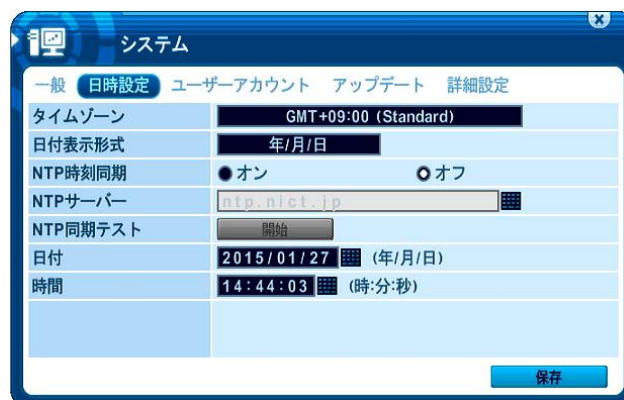 システム
一般 日時設定 ユーザーアカウント アップデート 詳細設定
タイムゾーン GMT+09:00 (Standard)
日付表示形式 年/月/日
NTP時刻同期 オン オフ
NTPサーバー ntp.nict.jp
NTP同期テスト 開始
日付 2015/01/27 (年/月/日)
時間 14:44:03 (時:分:秒)
保存